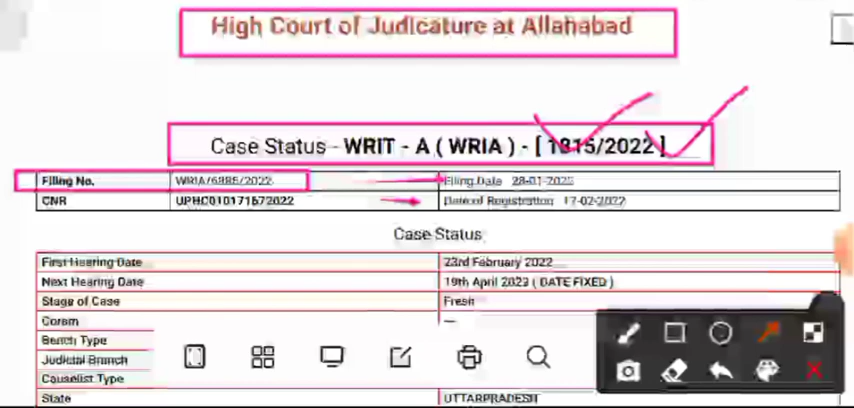 High Court of Judicature at Allahabad
Case Status - WRIT - A ( WRIA ) - [ 1815/2022 ]
Filing No. WRIA/6886/2022 Filing Date 28-01-2022
CNR UPHC010171672022 Date of Registration 17-02-2022
Case Status
First Hearing Date 23rd February 2022
Next Hearing Date 19th April 2022 ( DATE FIXED )
Stage of Case Fresh
Coram —
Bench Type
Judicial Branch
Causelist Type
State UTTARPRADESH